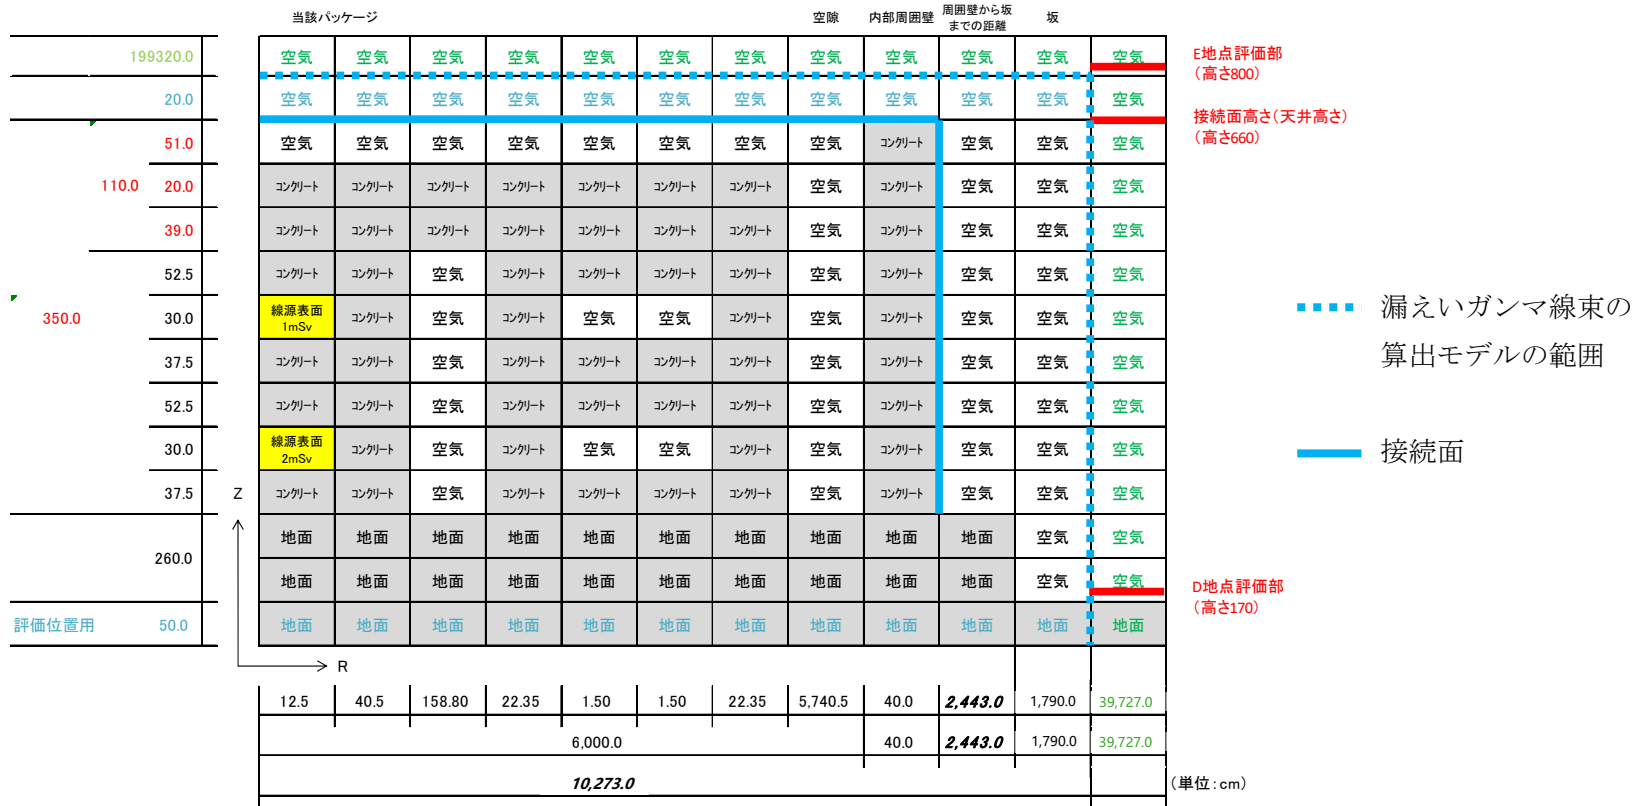 当該パッケージ 空隙 内部周囲壁 周囲壁から坂 坂
までの距離
199320.0 空気 空気 空気 空気 空気 空気 空気 空気 空気 空気 空気 空気 E地点評価部
(高さ800)
20.0 空気 空気 空気 空気 空気 空気 空気 空気 空気 空気 空気 空気 接続面高さ(天井高さ)
(高さ660)
51.0 空気 空気 空気 空気 空気 空気 空気 空気 コンクリート 空気 空気 空気
110.0 20.0 コンクリート コンクリート コンクリート コンクリート コンクリート コンクリート コンクリート 空気 コンクリート 空気 空気 空気
39.0 コンクリート コンクリート コンクリート コンクリート コンクリート コンクリート コンクリート 空気 コンクリート 空気 空気 空気
52.5 コンクリート コンクリート 空気 コンクリート コンクリート コンクリート コンクリート 空気 コンクリート 空気 空気 空気
350.0 30.0 線源表面 コンクリート 空気 コンクリート 空気 空気 コンクリート 空気 コンクリート 空気 空気 空気
1mSv
37.5 コンクリート コンクリート 空気 コンクリート コンクリート コンクリート コンクリート 空気 コンクリート 空気 空気 空気
52.5 コンクリート コンクリート 空気 コンクリート コンクリート コンクリート コンクリート 空気 コンクリート 空気 空気 空気
30.0 線源表面 コンクリート 空気 コンクリート 空気 空気 コンクリート 空気 コンクリート 空気 空気 空気
2mSv
37.5 Z コンクリート コンクリート 空気 コンクリート コンクリート コンクリート コンクリート 空気 コンクリート 空気 空気 空気
260.0 地面 地面 地面 地面 地面 地面 地面 地面 地面 地面 空気 空気
地面 地面 地面 地面 地面 地面 地面 地面 地面 地面 空気 空気 D地点評価部
(高さ170)
評価位置用 50.0 地面 地面 地面 地面 地面 地面 地面 地面 地面 地面 地面 地面
R
12.5 40.5 158.80 22.35 1.50 1.50 22.35 5,740.5 40.0 2,443.0 1,790.0 39,727.0
6,000.0 40.0 2,443.0 1,790.0 39,727.0
10,273.0 (単位:cm)
漏えいガンマ線束の
算出モデルの範囲
接続面